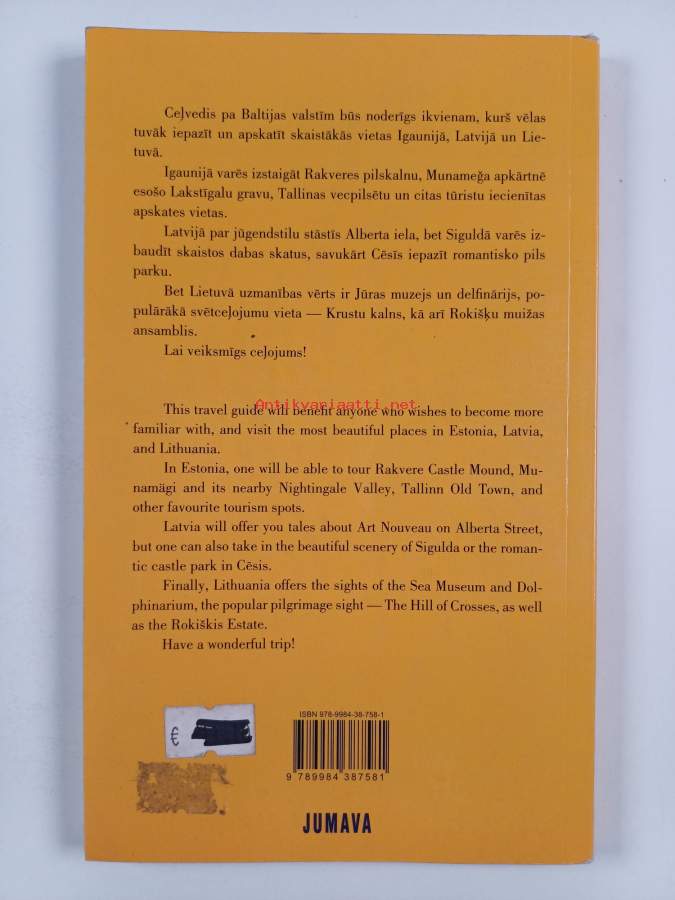 Ceļvedis pa Baltijas valstīm būs noderīgs ikvienam, kurš vēlas
tuvāk iepazīt un apskatīt skaistākās vietas Igaunijā, Latvijā un Lie-
tuvā.
Igaunijā varēs izstaigāt Rakveres pilskalnu, Munameģa apkārtnē
esošo Lakstīgalu gravu, Tallinas vecpilsētu un citas tūristu iecienītas
apskates vietas.
Latvijā par jūgendstilu stāstīs Alberta iela, bet Siguldā varēs iz-
baudīt skaistos dabas skatus, savukārt Cēsīs iepazīt romantisko pils
parku.
Bet Lietuvā uzmanības vērts ir Jūras muzejs un delfinārijs, po-
pulārākā svētceļojumu vieta — Krustu kalns, kā arī Rokišķu muižas
ansamblis.
Lai veiksmīgs ceļojums!
Antikvariaatti.net
This travel guide will benefit anyone who wishes to become more
familiar with, and visit the most beautiful places in Estonia, Latvia,
and Lithuania.
In Estonia, one will be able to tour Rakvere Castle Mound, Mu-
namägi and its nearby Nightingale Valley, Tallinn Old Town, and
other favourite tourism spots.
Latvia will offer you tales about Art Nouveau on Alberta Street,
but one can also take in the beautiful scenery of Sigulda or the roman-
tic castle park in Cēsis.
Finally, Lithuania offers the sights of the Sea Museum and Dol-
phinarium, the popular pilgrimage sight — The Hill of Crosses, as well
as the Rokiškis Estate.
Have a wonderful trip!
ISBN 978-9984-38-758-1
€
9 789984 387581
JUMAVA